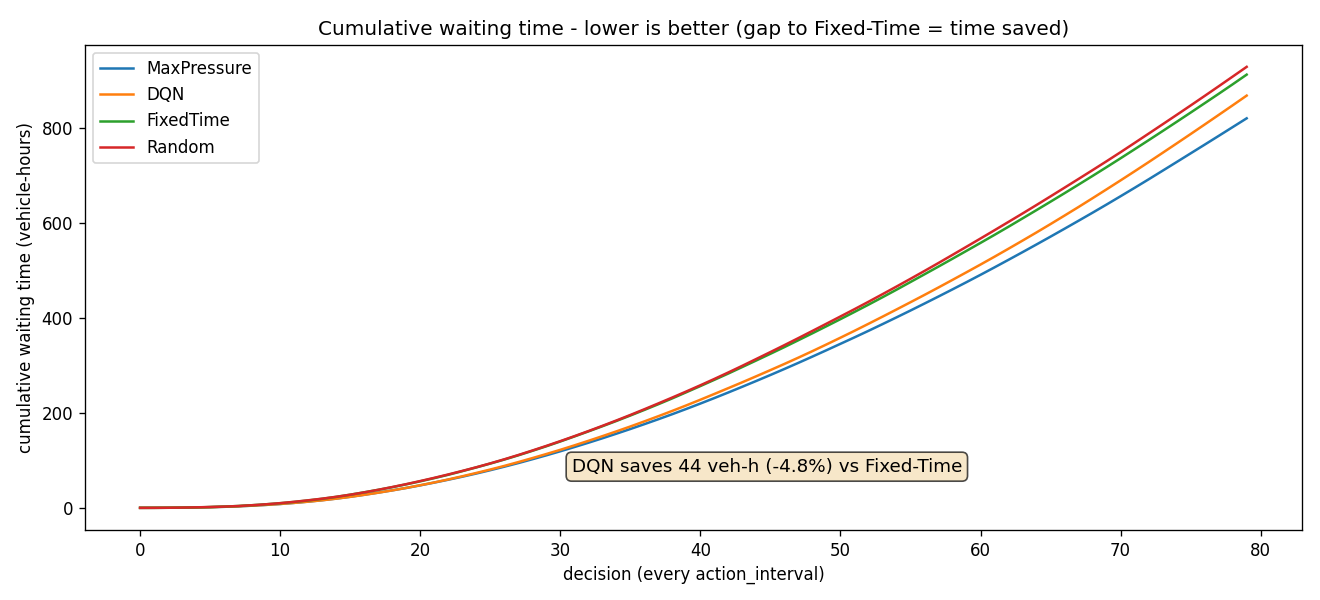 Cumulative waiting time - lower is better (gap to Fixed-Time = time saved)
MaxPressure
DQN
FixedTime
Random
cumulative waiting time (vehicle-hours)
800
600
400
200
0
DQN saves 44 veh-h (-4.8%) vs Fixed-Time
0 10 20 30 40 50 60 70 80
decision (every action_interval)